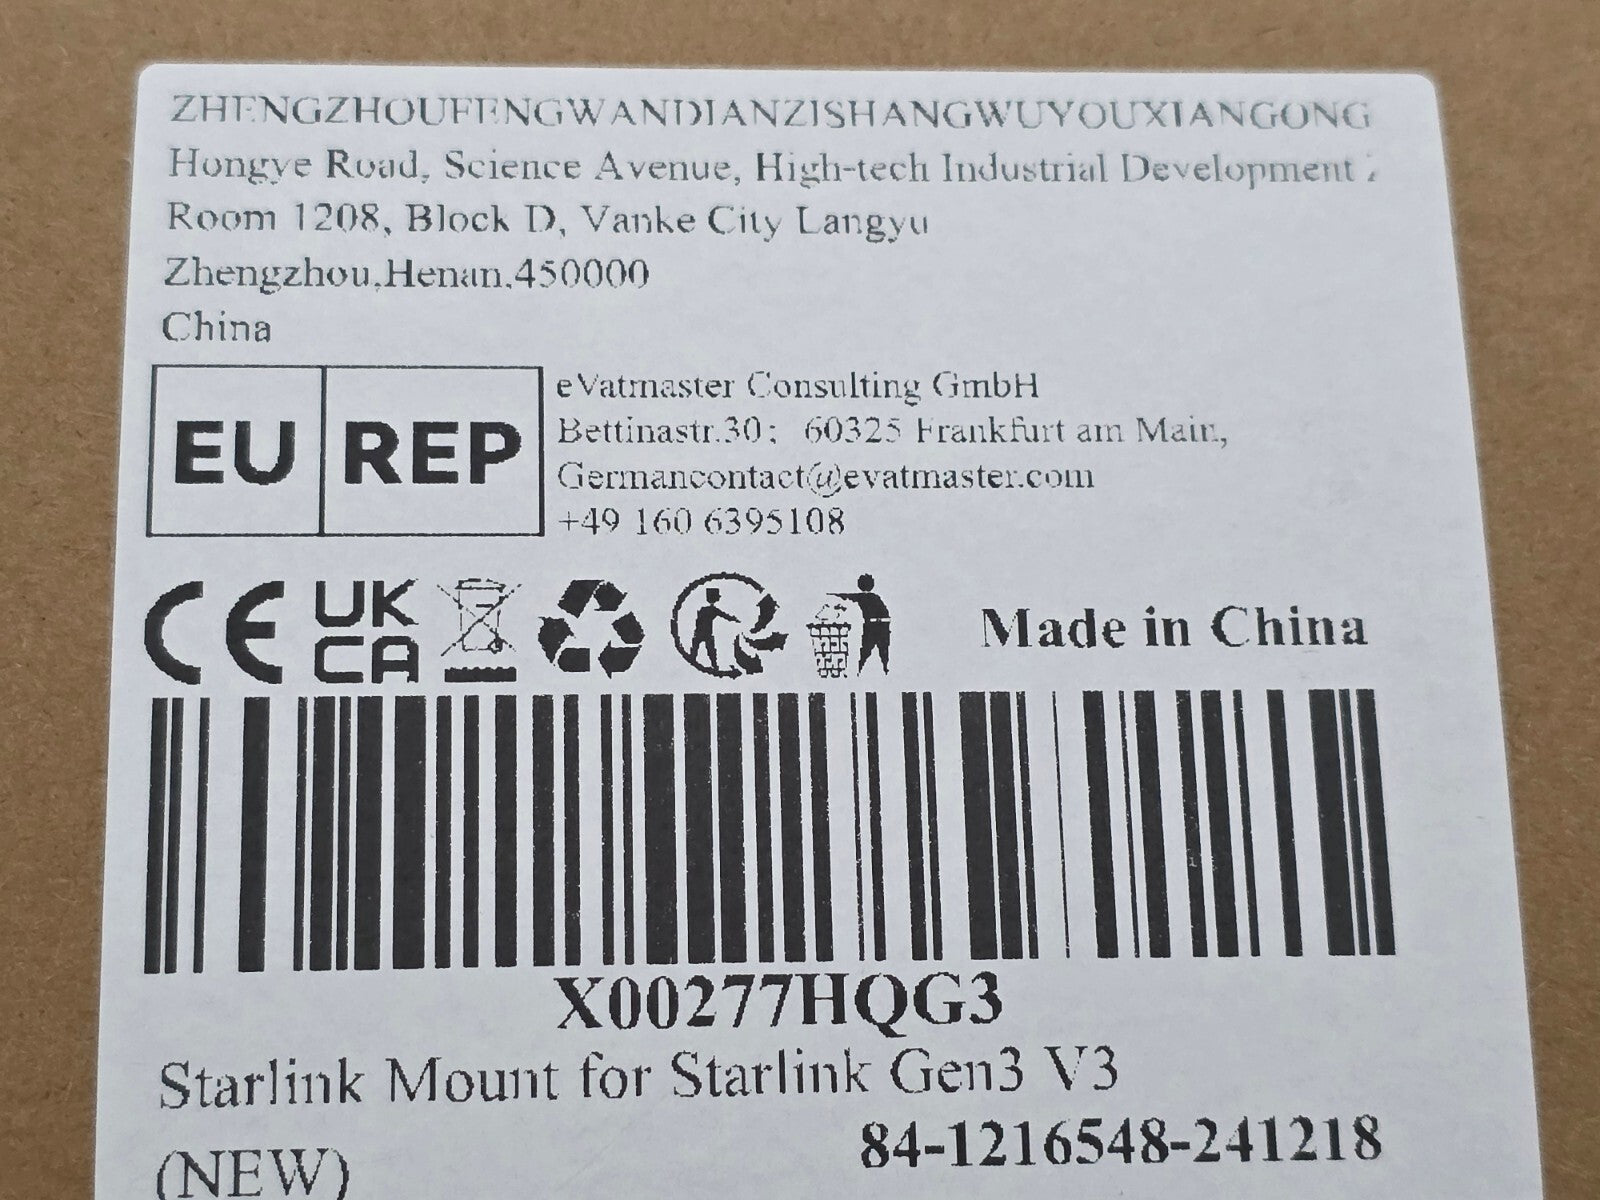 ZHENGZHOUFENGWANDIANZISHANGWUYOUXIANGONG
Hongye Road, Science Avenue, High-tech Industrial Development
Room 1208, Block D, Vanke City Langyu
Zhengzhou,Henan,450000
China
EU REP
eVatmaster Consulting GmbH
Bettinastr.30; 60325 Frankfurt am Main,
Germancontact@evatmaster.com
+49 160 6395108
CE UK CA Made in China
X00277HQG3
Starlink Mount for Starlink Gen3 V3
84-1216548-241218
(NEW)